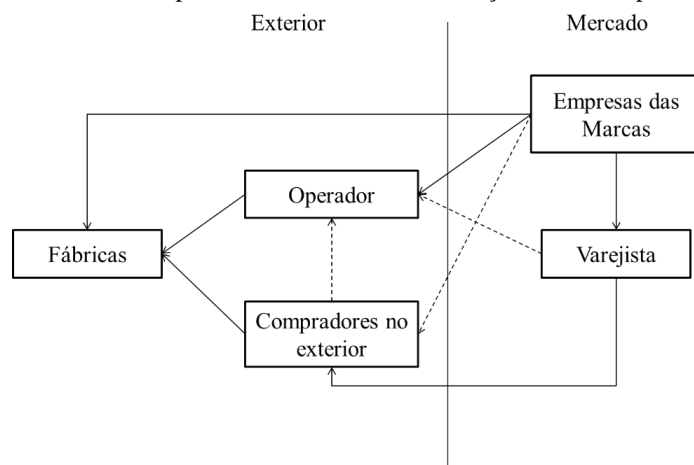 Exterior
Mercado
Empresas das
Marcas
Operador
Fábricas
Varejista
Compradores no
exterior